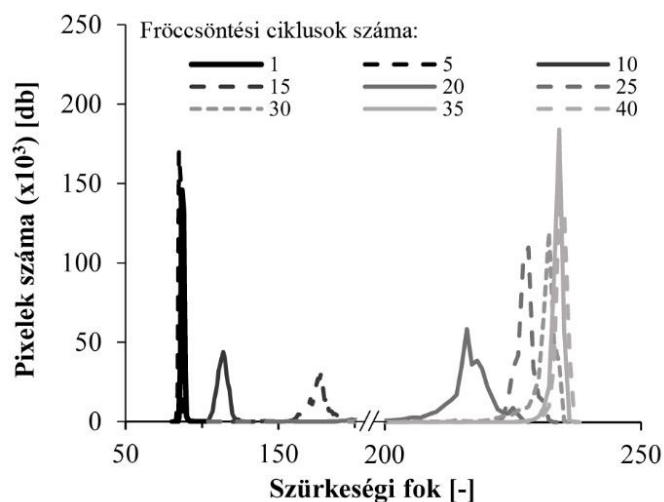 Fröccsöntési ciklusok száma:
1 5 10
15 20 25
30 35 40
Pixelek száma (x10³) [db]
250
200
150
100
50
0
50 150 200 250
Szürkeségi fok [-]